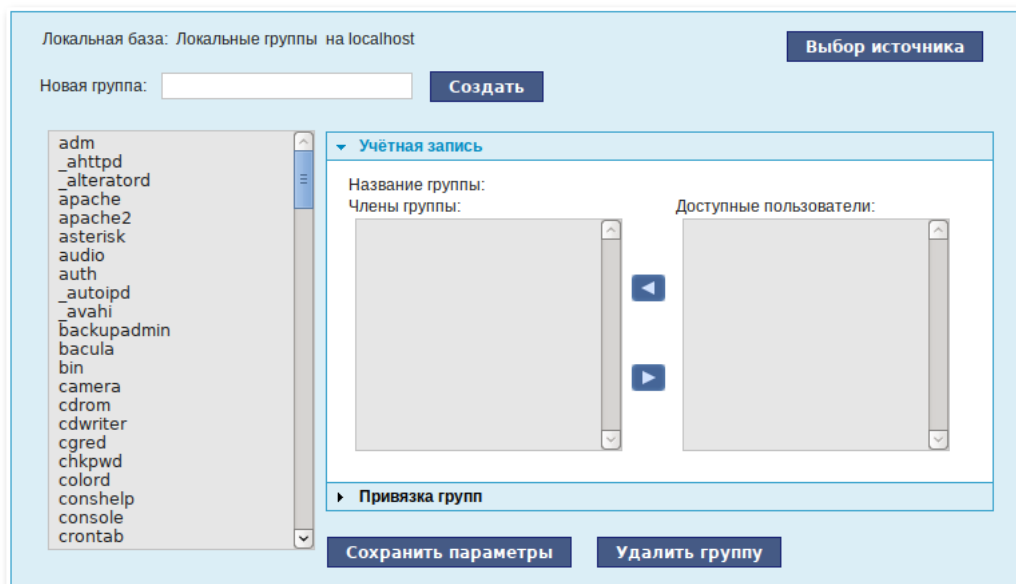 Локальная база: Локальные группы на localhost
Выбор источника
Новая группа:
Создать
adm
_ahttpd
_alteratord
apache
apache2
asterisk
audio
auth
_autoipd
_avahi
backupadmin
bacula
bin
camera
cdrom
cdwriter
cgred
chkpwd
colord
conshelp
console
crontab
Учётная запись
Название группы:
Члены группы:
Доступные пользователи:
Привязка групп
Сохранить параметры
Удалить группу